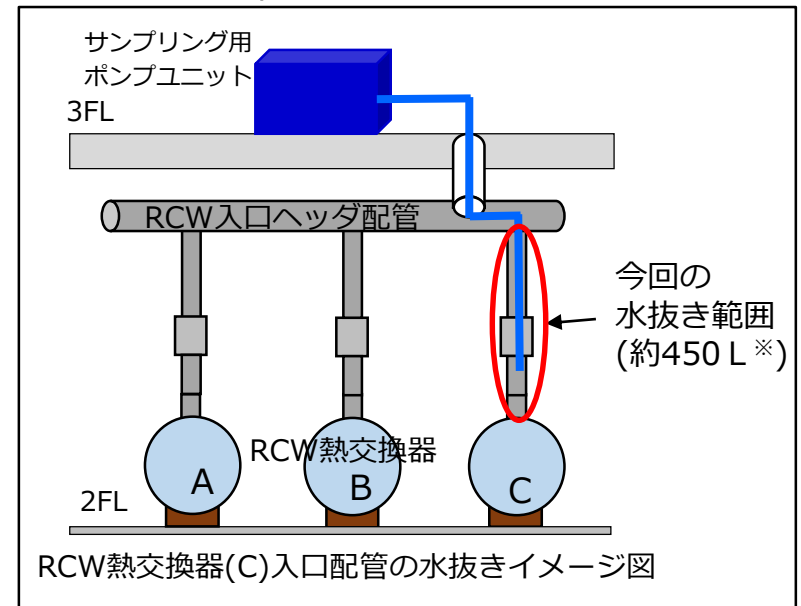 サンプリング用
ポンプユニット
3FL
RCW入口ヘッダ配管
今回の
水抜き範囲
(約450L※)
RCW熱交換器
A
B
C
2FL
RCW熱交換器(C)入口配管の水抜きイメージ図